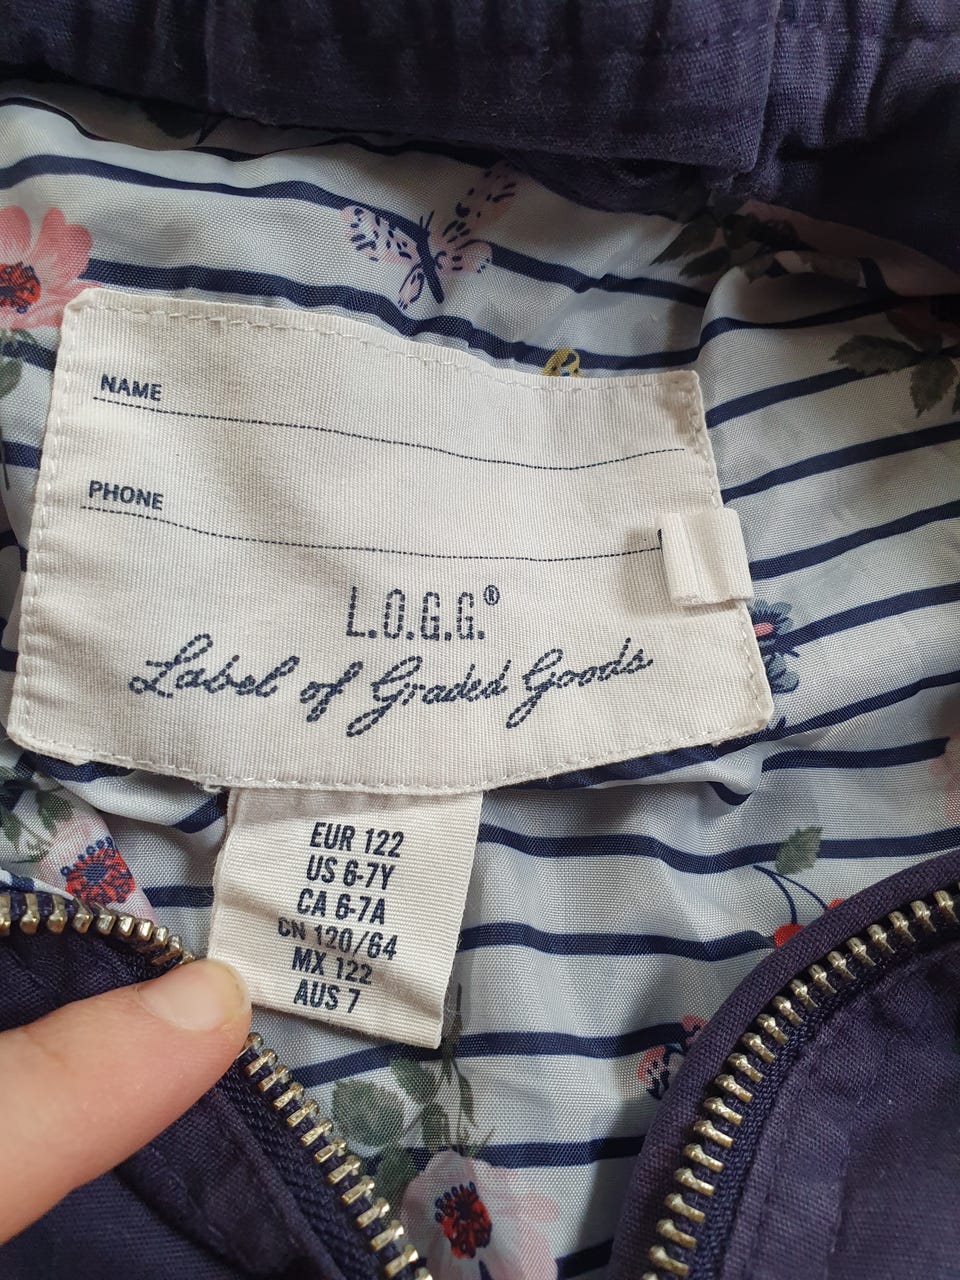 NAME
PHONE
L.O.G.G.®
Label of Graded Goods
EUR 122
US 6-7Y
CA 6-7A
CN 120/64
MX 122
AUS 7